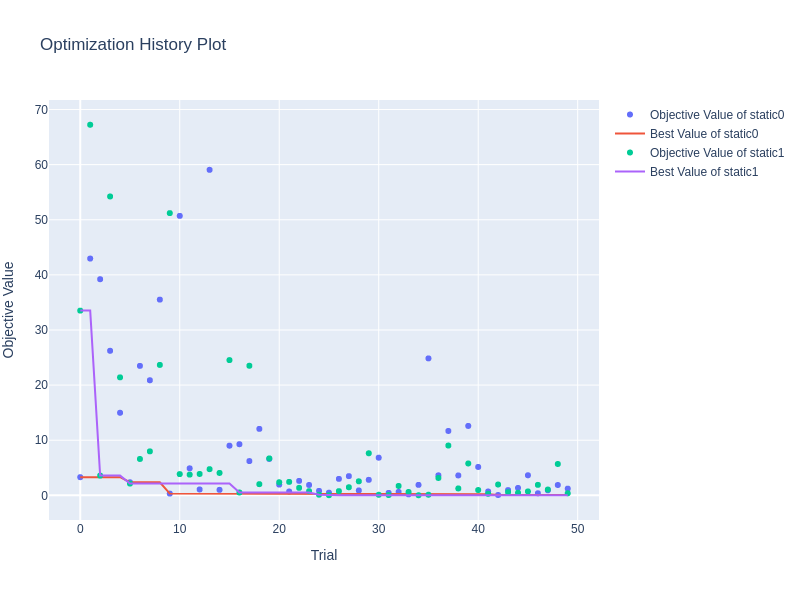 Optimization History Plot
Objective Value of static0
Best Value of static0
Objective Value of static1
Best Value of static1
70
60
50
40
30
20
10
0
Objective Value
0
10
20
30
40
50
Trial